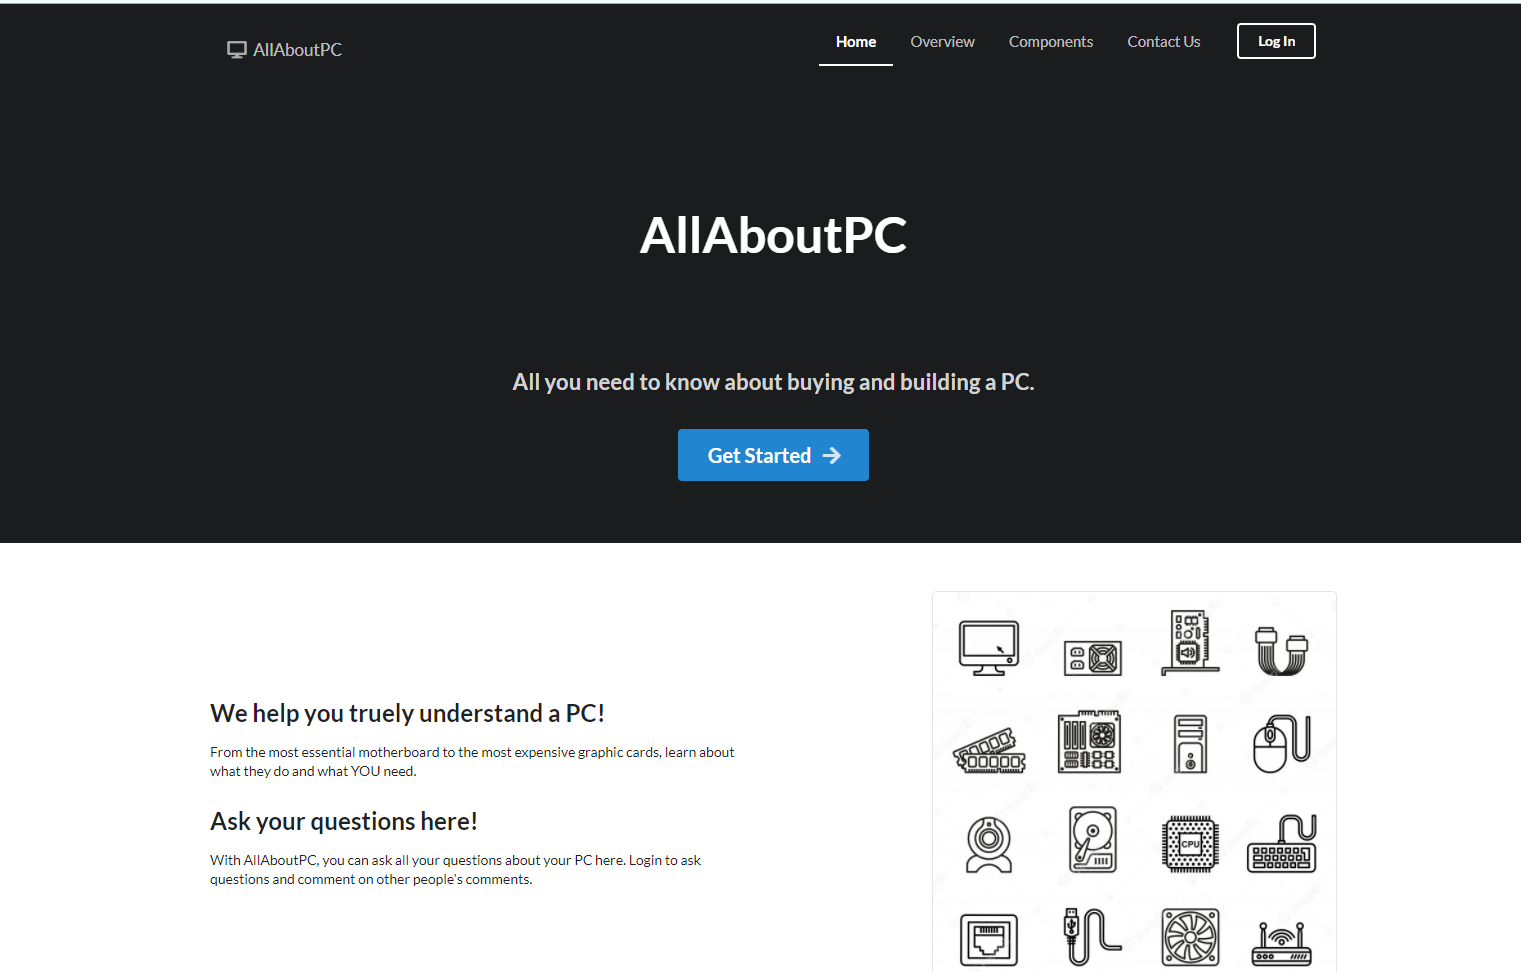 AllAboutPC
Home Overview Components Contact Us Log In
AllAboutPC
All you need to know about buying and building a PC.
Get Started
We help you truely understand a PC!
From the most essential motherboard to the most expensive graphic cards, learn about
what they do and what YOU need.
Ask your questions here!
With AllAboutPC, you can ask all your questions about your PC here. Login to ask
questions and comment on other people's comments.
CPU